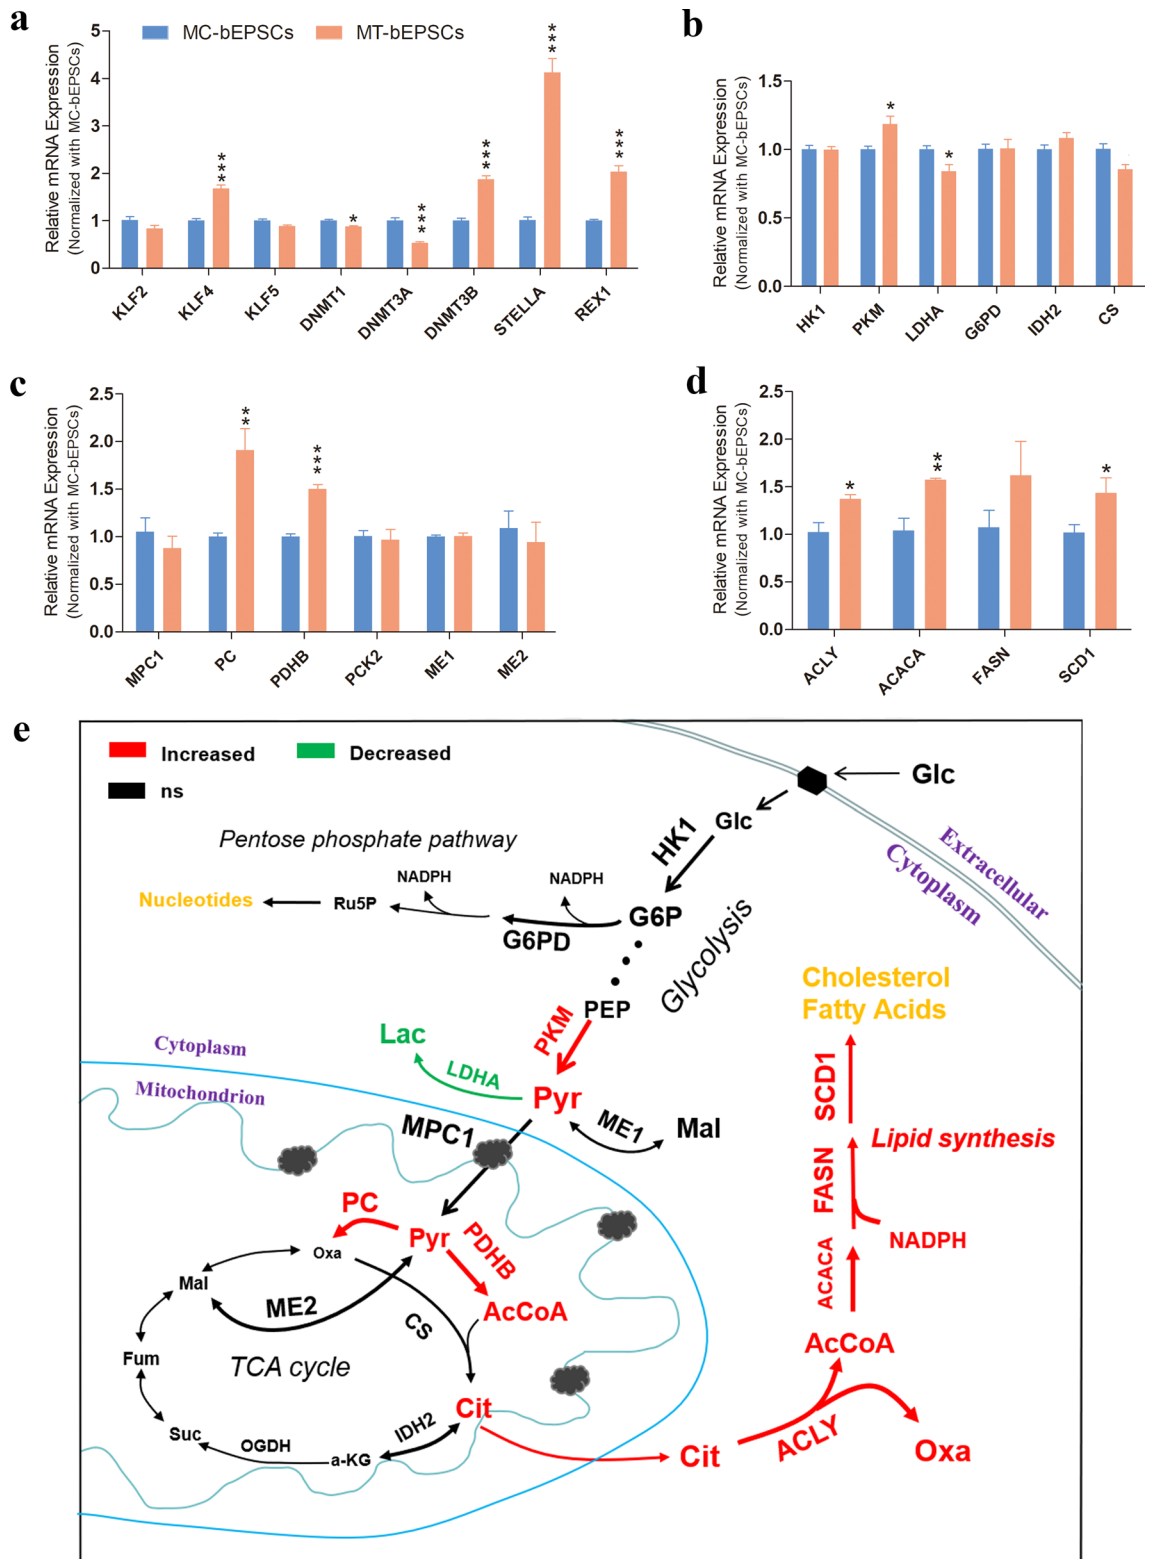 a
MC-bEPSCs
MT-bEPSCs
Relative mRNA Expression
(Normalized with MC-bEPSCs)
5
4
3
2
1
0
***
*
***
***
***
***
KLF2
KLF4
KLF5
DNMT1
DNMT3A
DNMT3B
STELLA
REX1
b
Relative mRNA Expression
(Normalized with MC-bEPSCs)
1.5
1.0
0.5
0.0
*
*
HK1
PKM
LDHA
G6PD
IDH2
CS
c
Relative mRNA Expression
(Normalized with MC-bEPSCs)
2.5
2.0
1.5
1.0
0.5
0.0
**
***
MPC1
PC
PDHB
PCK2
ME1
ME2
d
Relative mRNA Expression
(Normalized with MC-bEPSCs)
2.5
2.0
1.5
1.0
0.5
0.0
*
**
*
ACLY
ACACA
FASN
SCD1
e
Increased
Decreased
ns
Glc
Glc
Extracellular
Cytoplasm
Pentose phosphate pathway
HK1
NADPH
NADPH
Nucleotides
Ru5P
G6PD
G6P
Glycolysis
PEP
PKM
Cholesterol
Fatty Acids
Lac
LDHA
Cytoplasm
Mitochondrion
Pyr
MPC1
ME1
Mal
SCD1
Lipid synthesis
FASN
NADPH
ACACA
PC
Pyr
PDHB
Oxa
Mal
ME2
AcCoA
CS
Fum
TCA cycle
AcCoA
Cit
Suc
OGDH
a-KG
IDH2
Cit
ACLY
Oxa